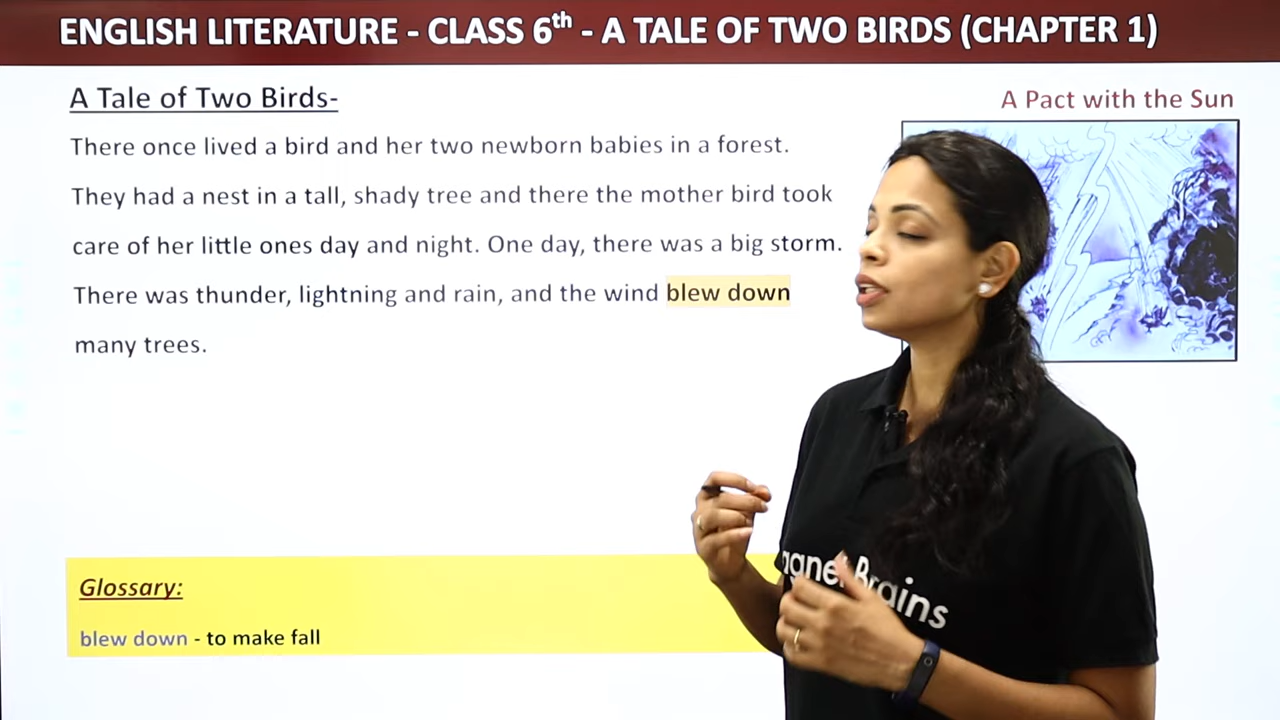 ENGLISH LITERATURE - CLASS 6th - A TALE OF TWO BIRDS (CHAPTER 1)
A Tale of Two Birds-
A Pact with the Sun
There once lived a bird and her two newborn babies in a forest.
They had a nest in a tall, shady tree and there the mother bird took
care of her little ones day and night. One day, there was a big storm.
There was thunder, lightning and rain, and the wind blew down
many trees.
Glossary:
blew down - to make fall
Brains